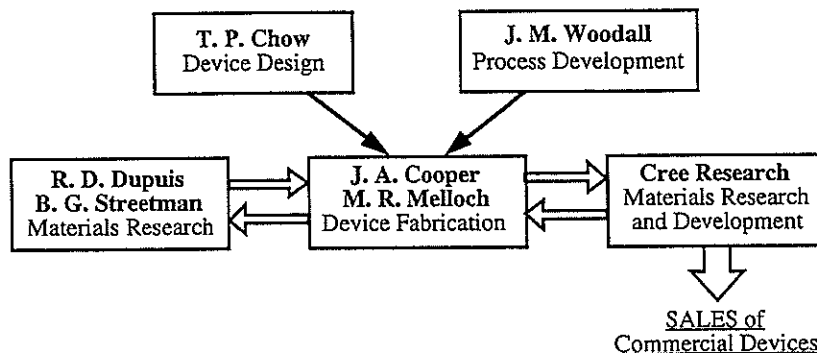 T. P. Chow
Device Design
J. M. Woodall
Process Development
R. D. Dupuis
B. G. Streetman
Materials Research
J. A. Cooper
M. R. Melloch
Device Fabrication
Cree Research
Materials Research
and Development
SALES of
Commercial Devices